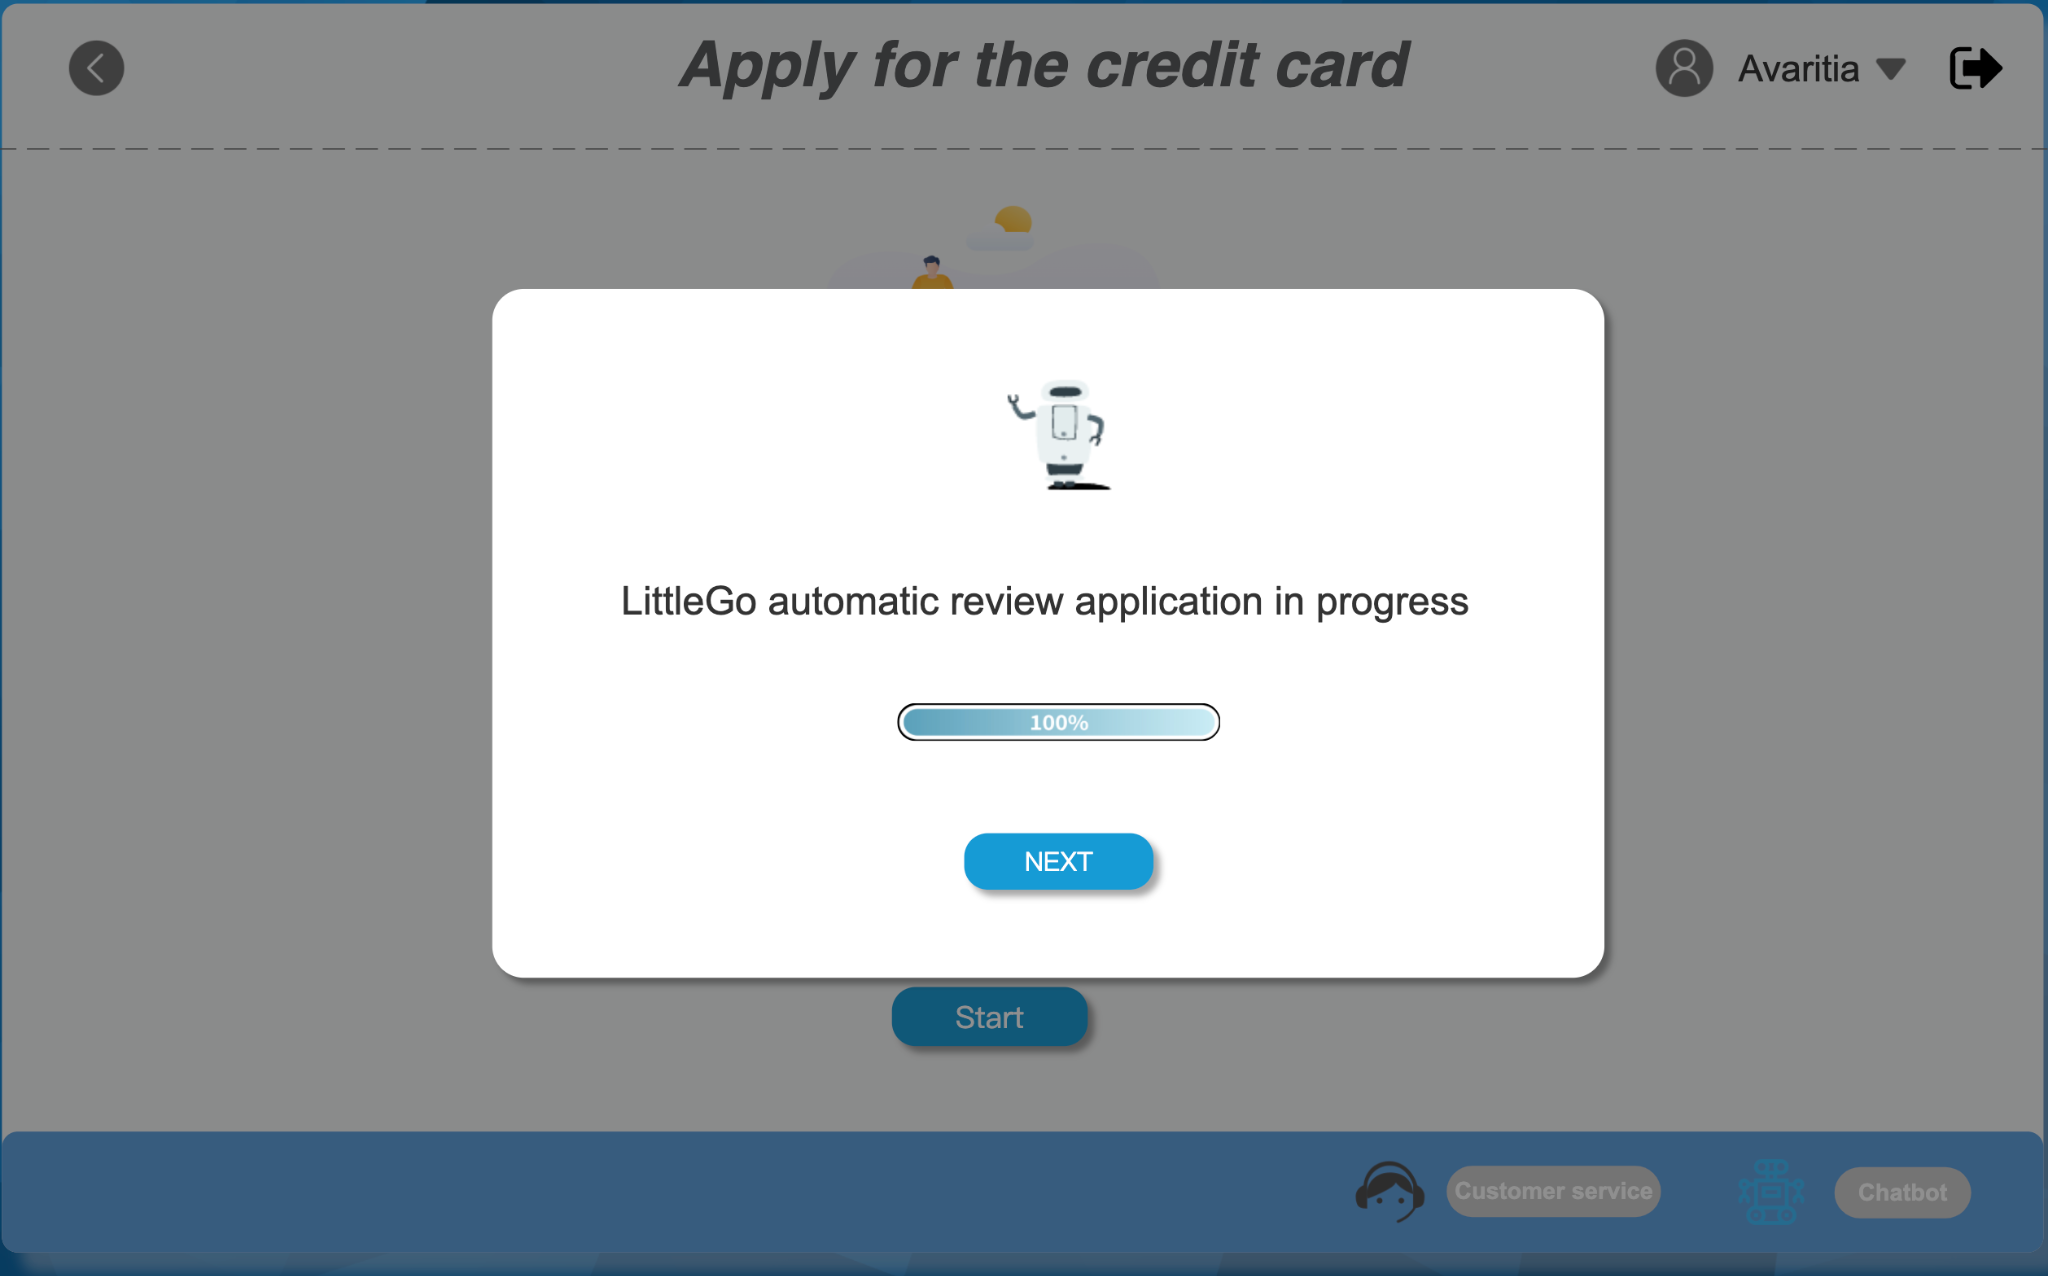 Apply for the credit card
Avaritia
LittleGo automatic review application in progress
100%
NEXT
Start
Customer service
Chatbot